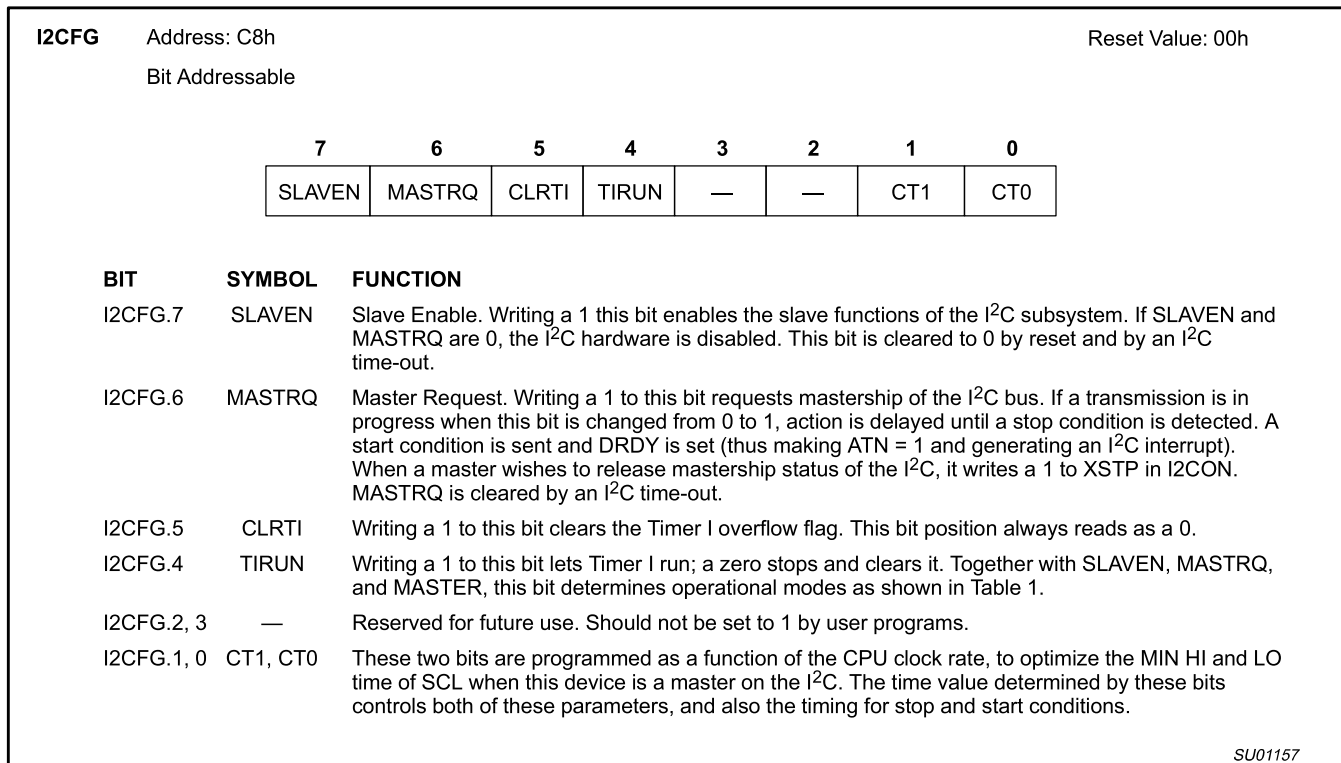 I2CFG Address: C8h Reset Value: 00h
Bit Addressable
7 6 5 4 3 2 1 0
SLAVEN MASTRQ CLRTI TIRUN — — CT1 CT0
BIT SYMBOL FUNCTION
I2CFG.7 SLAVEN Slave Enable. Writing a 1 this bit enables the slave functions of the I2C subsystem. If SLAVEN and
MASTRQ are 0, the I2C hardware is disabled. This bit is cleared to 0 by reset and by an I2C
time-out.
I2CFG.6 MASTRQ Master Request. Writing a 1 to this bit requests mastership of the I2C bus. If a transmission is in
progress when this bit is changed from 0 to 1, action is delayed until a stop condition is detected. A
start condition is sent and DRDY is set (thus making ATN = 1 and generating an I2C interrupt).
When a master wishes to release mastership status of the I2C, it writes a 1 to XSTP in I2CON.
MASTRQ is cleared by an I2C time-out.
I2CFG.5 CLRTI Writing a 1 to this bit clears the Timer I overflow flag. This bit position always reads as a 0.
I2CFG.4 TIRUN Writing a 1 to this bit lets Timer I run; a zero stops and clears it. Together with SLAVEN, MASTRQ,
and MASTER, this bit determines operational modes as shown in Table 1.
I2CFG.2, 3 — Reserved for future use. Should not be set to 1 by user programs.
I2CFG.1, 0 CT1, CT0 These two bits are programmed as a function of the CPU clock rate, to optimize the MIN HI and LO
time of SCL when this device is a master on the I2C. The time value determined by these bits
controls both of these parameters, and also the timing for stop and start conditions.
SU01157